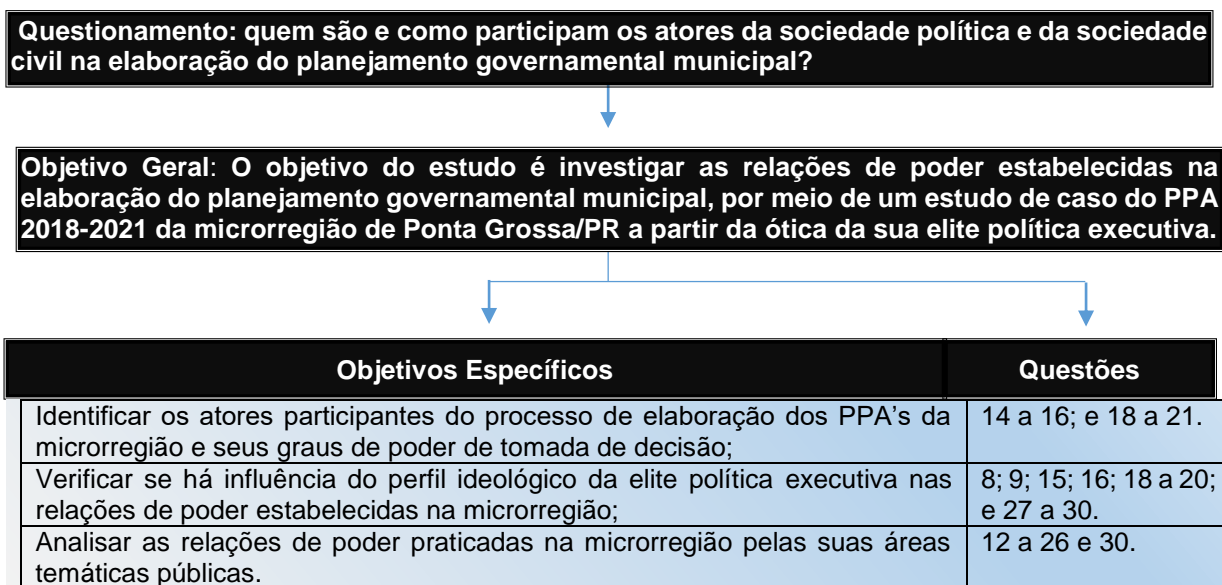 Questionamento: quem são e como participam os atores da sociedade política e da sociedade
civil na elaboração do planejamento governamental municipal?
Objetivo Geral: O objetivo do estudo é investigar as relações de poder estabelecidas na
elaboração do planejamento governamental municipal, por meio de um estudo de caso do PPA
2018-2021 da microrregião de Ponta Grossa/PR a partir da ótica da sua elite política executiva.
Objetivos Específicos
Questões
Identificar os atores participantes do processo de elaboração dos PPA's da
microrregião e seus graus de poder de tomada de decisão;
14 a 16; e 18 a 21.
Verificar se há influência do perfil ideológico da elite política executiva nas
relações de poder estabelecidas na microrregião;
8; 9; 15; 16; 18 a 20;
e 27 a 30.
Analisar as relações de poder praticadas na microrregião pelas suas áreas
temáticas públicas.
12 a 26 e 30.